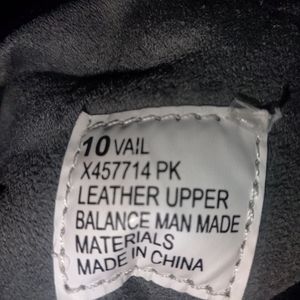 10 VAIL
X457714 PK
LEATHER UPPER
BALANCE MAN MADE
MATERIALS
MADE IN CHINA